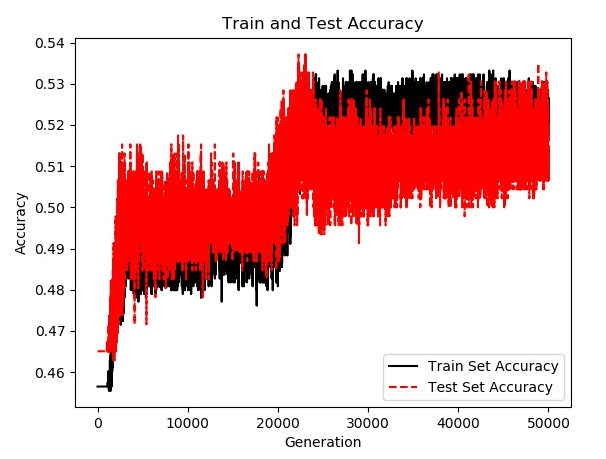 Train and Test Accuracy
0.54
0.53
0.52
0.51
0.50
0.49
0.48
0.47
0.46
Accuracy
Train Set Accuracy
Test Set Accuracy
0 10000 20000 30000 40000 50000
Generation